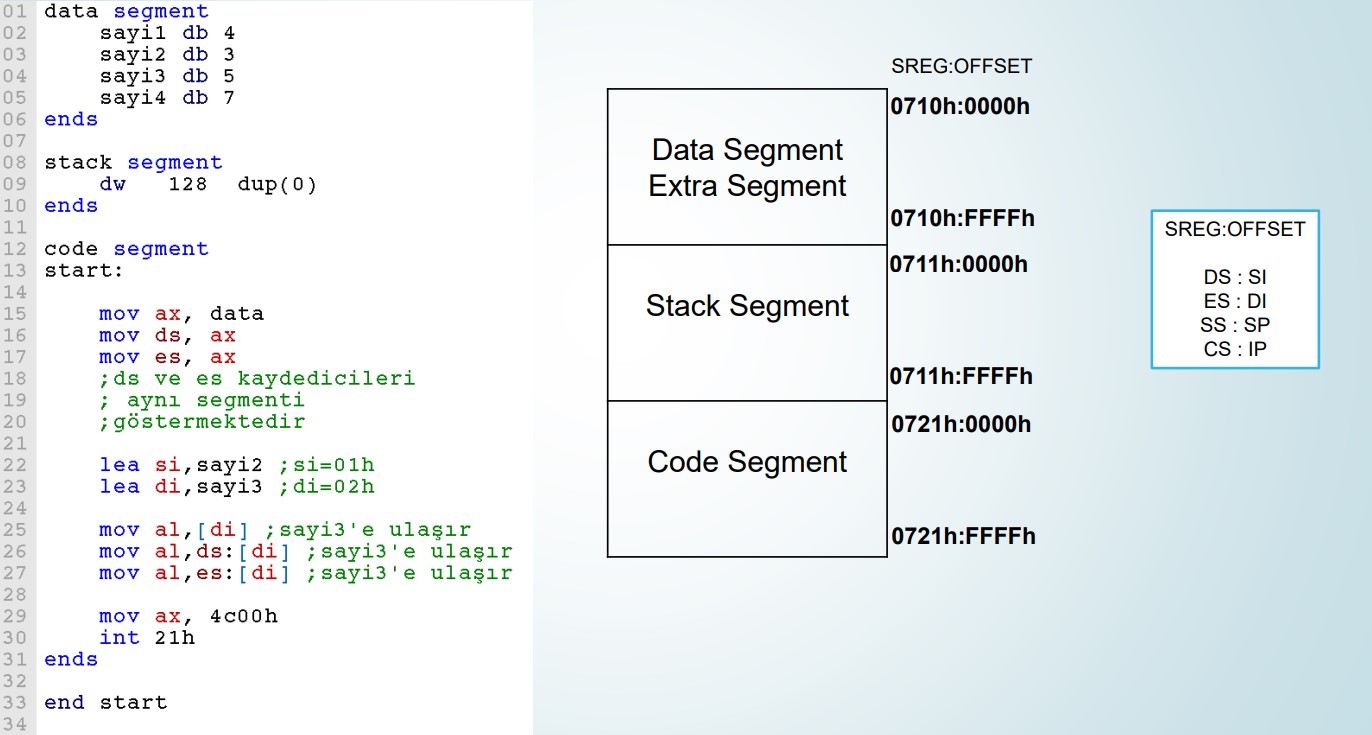 01 data segment
02 sayi1 db 4
03 sayi2 db 3
04 sayi3 db 5
05 sayi4 db 7
06 ends
07
08 stack segment
09 dw 128 dup(0)
10 ends
11
12 code segment
13 start:
14
15 mov ax, data
16 mov ds, ax
17 mov es, ax
18 ;ds ve es kaydedicileri
19 ; aynı segmenti
20 ;göstermektedir
21
22 lea si,sayi2 ;si=01h
23 lea di,sayi3 ;di=02h
24
25 mov al,[di] ;sayi3'e ulaşır
26 mov al,ds:[di] ;sayi3'e ulaşır
27 mov al,es:[di] ;sayi3'e ulaşır
28
29 mov ax, 4c00h
30 int 21h
31 ends
32
33 end start
34
SREG:OFFSET
0710h:0000h
Data Segment
Extra Segment
0710h:FFFFh
0711h:0000h
Stack Segment
0711h:FFFFh
0721h:0000h
Code Segment
0721h:FFFFh
SREG:OFFSET
DS : SI
ES : DI
SS : SP
CS : IP